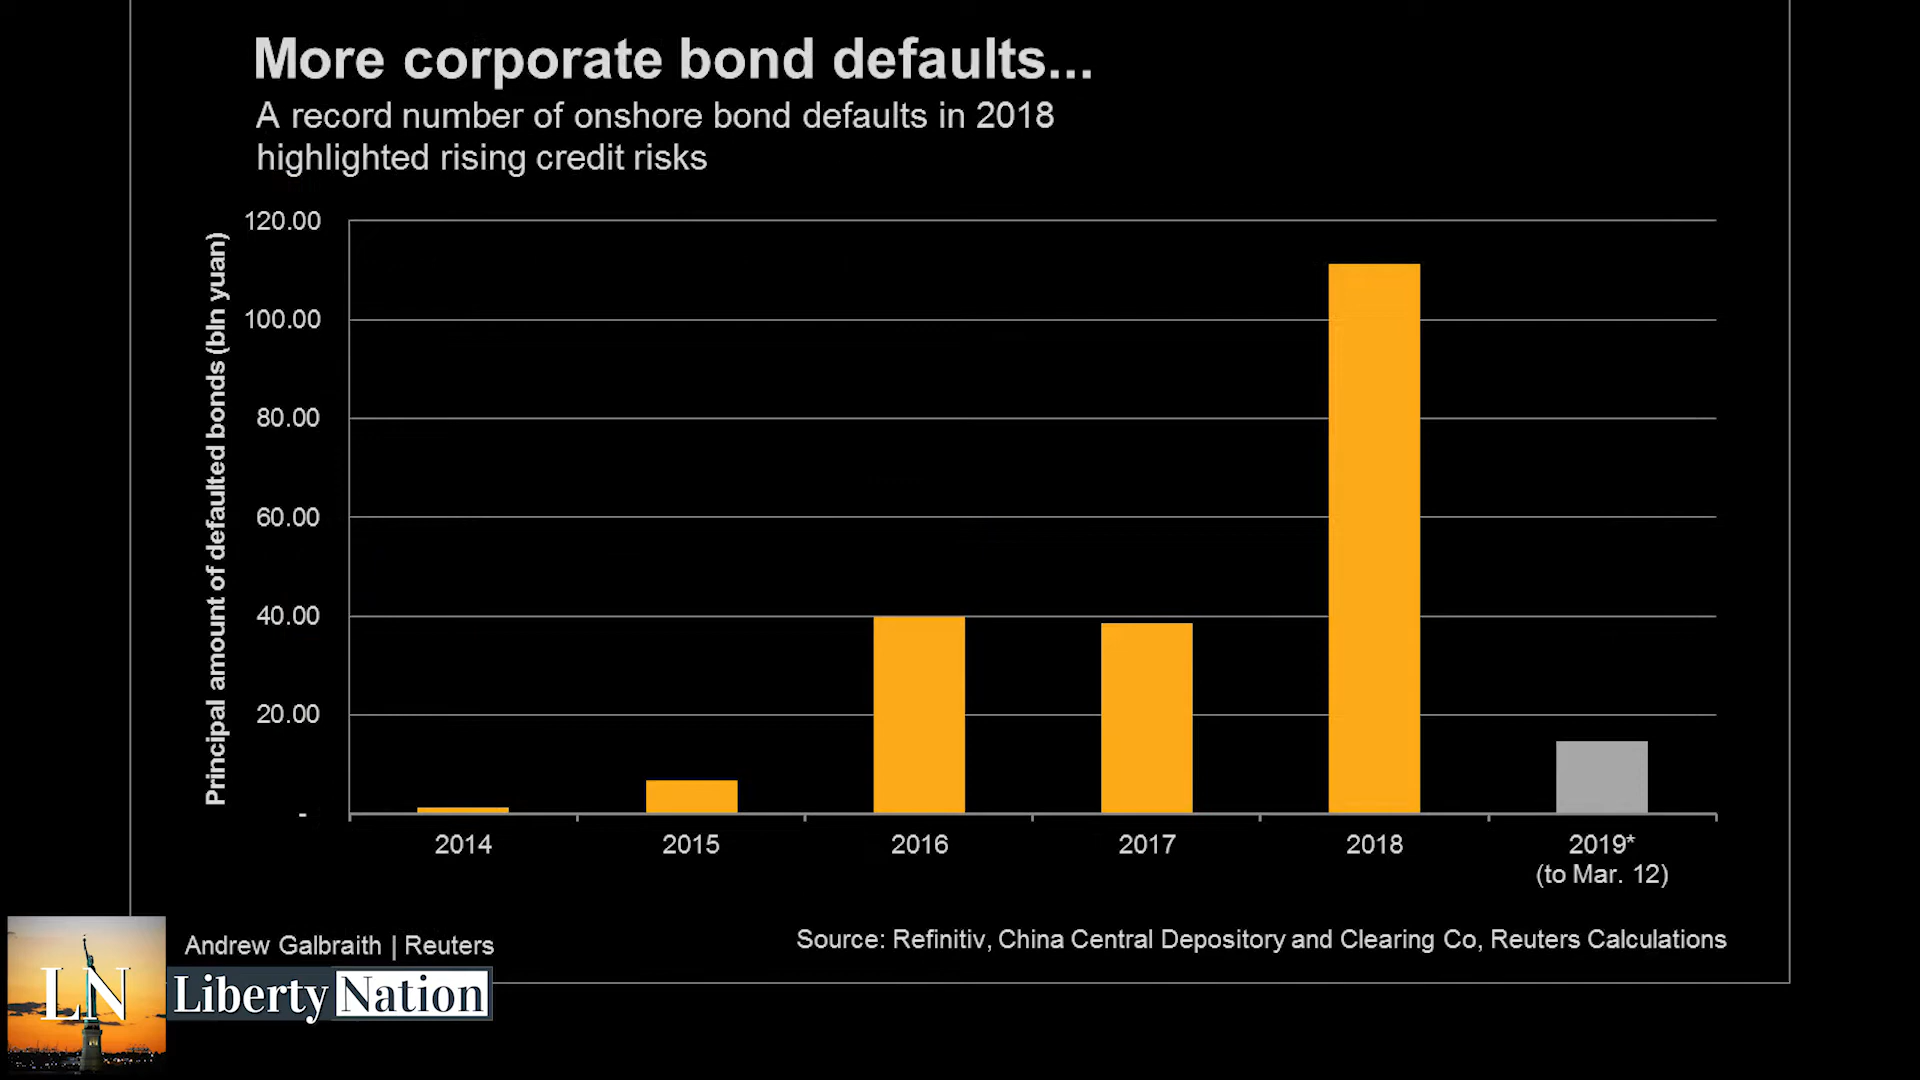 More corporate bond defaults...
A record number of onshore bond defaults in 2018
highlighted rising credit risks
Principal amount of defaulted bonds (bln yuan)
120.00
100.00
80.00
60.00
40.00
20.00
-
2014 2015 2016 2017 2018 2019*
(to Mar. 12)
Andrew Galbraith | Reuters
Source: Refinitiv, China Central Depository and Clearing Co, Reuters Calculations
LN
Liberty Nation